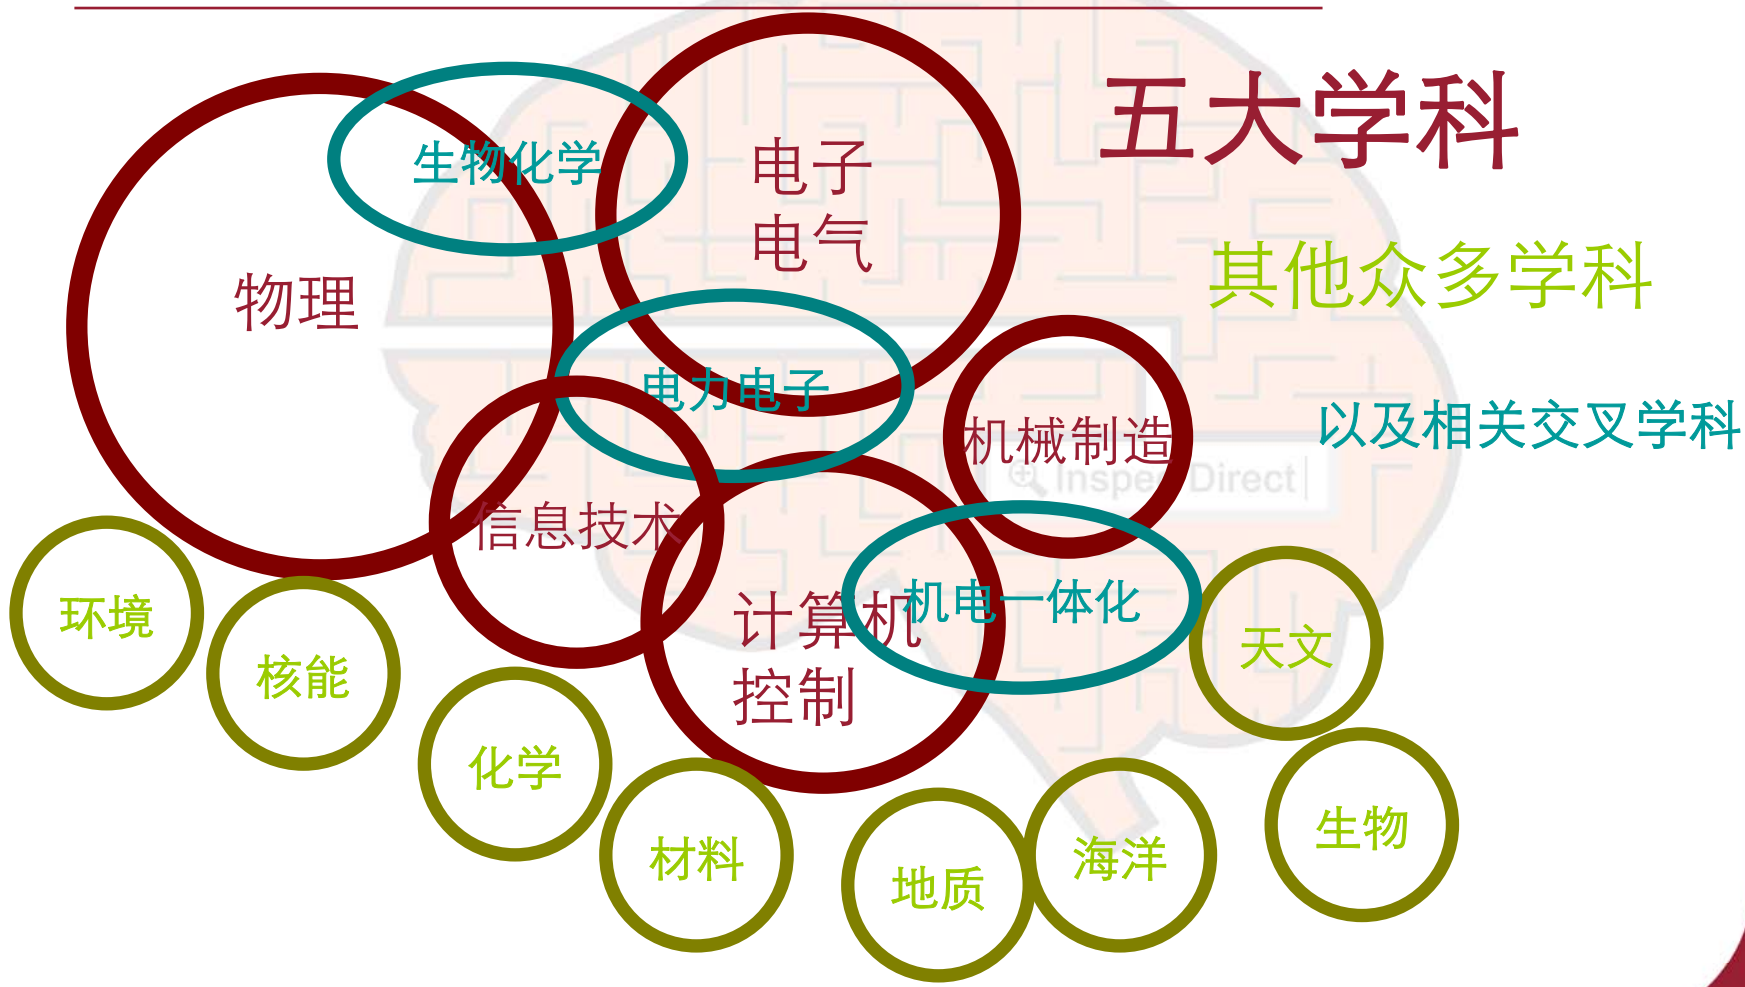 五大学科
生物化学
电子
电气
物理
其他众多学科
电力电子
机械制造
以及相关交叉学科
Inspec Direct
信息技术
计算机
控制
机电一体化
环境
核能
天文
化学
材料
地质
海洋
生物